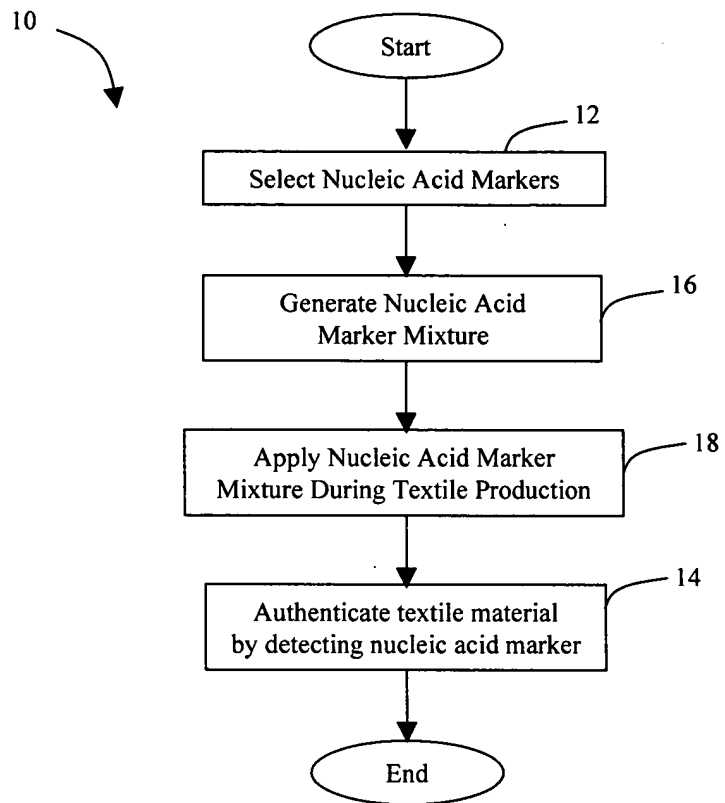 10
Start
12
Select Nucleic Acid Markers
16
Generate Nucleic Acid
Marker Mixture
18
Apply Nucleic Acid Marker
Mixture During Textile Production
14
Authenticate textile material
by detecting nucleic acid marker
End